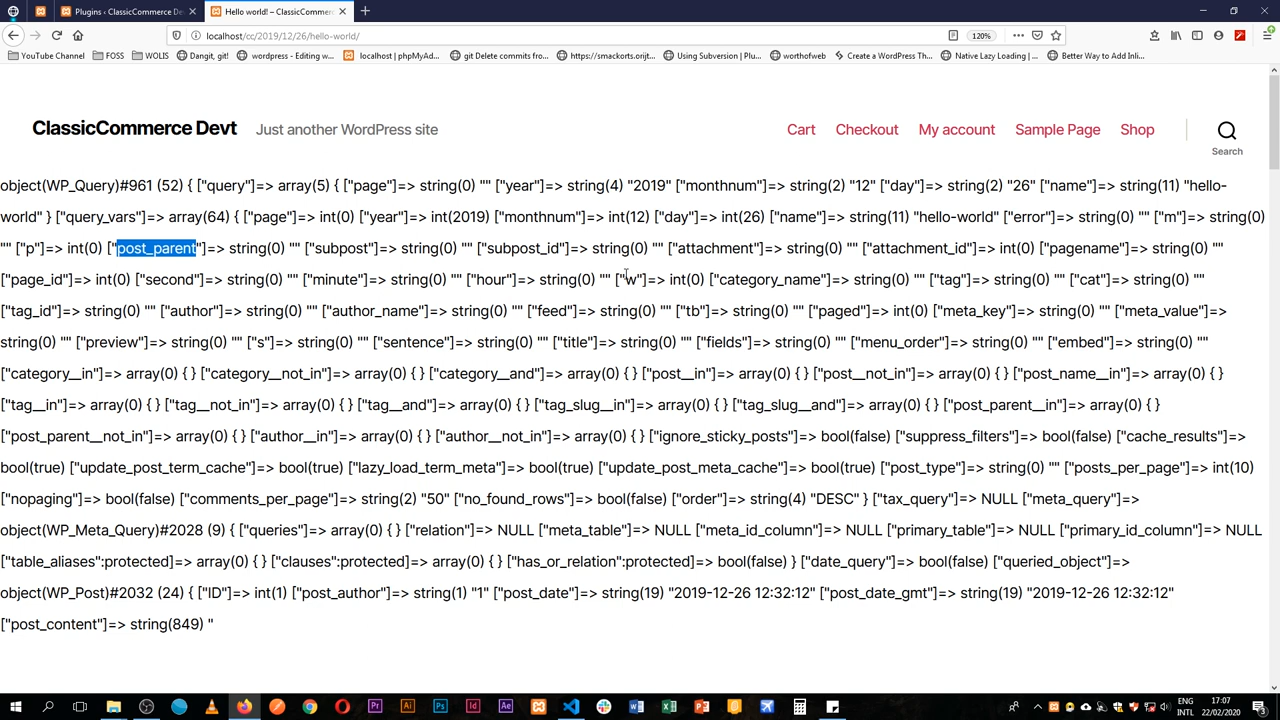 Plugins ‹ ClassicCommerce De
Hello world! – ClassicCommerc
localhost/cc/2019/12/26/hello-world/
120%
YouTube Channel
FOSS
WOLIS
Dangit, git!
wordpress - Editing w...
localhost | phpMyAd...
git Delete commits fro...
https://smackorts.orijt...
Using Subversion | Plu...
worthofweb
Create a WordPress Th...
Native Lazy Loading | ...
Better Way to Add Inli...
ClassicCommerce Devt
Just another WordPress site
Cart
Checkout
My account
Sample Page
Shop
Search
object(WP_Query)#961 (52) { ["query"]=> array(5) { ["page"]=> string(0) "" ["year"]=> string(4) "2019" ["monthnum"]=> string(2) "12" ["day"]=> string(2) "26" ["name"]=> string(11) "hello-
world" } ["query_vars"]=> array(64) { ["page"]=> int(0) ["year"]=> int(2019) ["monthnum"]=> int(12) ["day"]=> int(26) ["name"]=> string(11) "hello-world" ["error"]=> string(0) "" ["m"]=> string(0)
"" ["p"]=> int(0) ["post_parent"]=> string(0) "" ["subpost"]=> string(0) "" ["subpost_id"]=> string(0) "" ["attachment"]=> string(0) "" ["attachment_id"]=> int(0) ["pagename"]=> string(0) ""
["page_id"]=> int(0) ["second"]=> string(0) "" ["minute"]=> string(0) "" ["hour"]=> string(0) "" ["w"]=> int(0) ["category_name"]=> string(0) "" ["tag"]=> string(0) "" ["cat"]=> string(0) ""
["tag_id"]=> string(0) "" ["author"]=> string(0) "" ["author_name"]=> string(0) "" ["feed"]=> string(0) "" ["tb"]=> string(0) "" ["paged"]=> int(0) ["meta_key"]=> string(0) "" ["meta_value"]=>
string(0) "" ["preview"]=> string(0) "" ["s"]=> string(0) "" ["sentence"]=> string(0) "" ["title"]=> string(0) "" ["fields"]=> string(0) "" ["menu_order"]=> string(0) "" ["embed"]=> string(0) ""
["category__in"]=> array(0) { } ["category__not_in"]=> array(0) { } ["category__and"]=> array(0) { } ["post__in"]=> array(0) { } ["post__not_in"]=> array(0) { } ["post_name__in"]=> array(0) { }
["tag__in"]=> array(0) { } ["tag__not_in"]=> array(0) { } ["tag__and"]=> array(0) { } ["tag_slug__in"]=> array(0) { } ["tag_slug__and"]=> array(0) { } ["post_parent__in"]=> array(0) { }
["post_parent__not_in"]=> array(0) { } ["author__in"]=> array(0) { } ["author__not_in"]=> array(0) { } ["ignore_sticky_posts"]=> bool(false) ["suppress_filters"]=> bool(false) ["cache_results"]=>
bool(true) ["update_post_term_cache"]=> bool(true) ["lazy_load_term_meta"]=> bool(true) ["update_post_meta_cache"]=> bool(true) ["post_type"]=> string(0) "" ["posts_per_page"]=> int(10)
["nopaging"]=> bool(false) ["comments_per_page"]=> string(2) "50" ["no_found_rows"]=> bool(false) ["order"]=> string(4) "DESC" } ["tax_query"]=> NULL ["meta_query"]=>
object(WP_Meta_Query)#2028 (9) { ["queries"]=> array(0) { } ["relation"]=> NULL ["meta_table"]=> NULL ["meta_id_column"]=> NULL ["primary_table"]=> NULL ["primary_id_column"]=> NULL
["table_aliases":protected]=> array(0) { } ["clauses":protected]=> array(0) { } ["has_or_relation":protected]=> bool(false) } ["date_query"]=> bool(false) ["queried_object"]=>
object(WP_Post)#2032 (24) { ["ID"]=> int(1) ["post_author"]=> string(1) "1" ["post_date"]=> string(19) "2019-12-26 12:32:12" ["post_date_gmt"]=> string(19) "2019-12-26 12:32:12"
["post_content"]=> string(849) "
ENG
INTL
17:07
22/02/2020